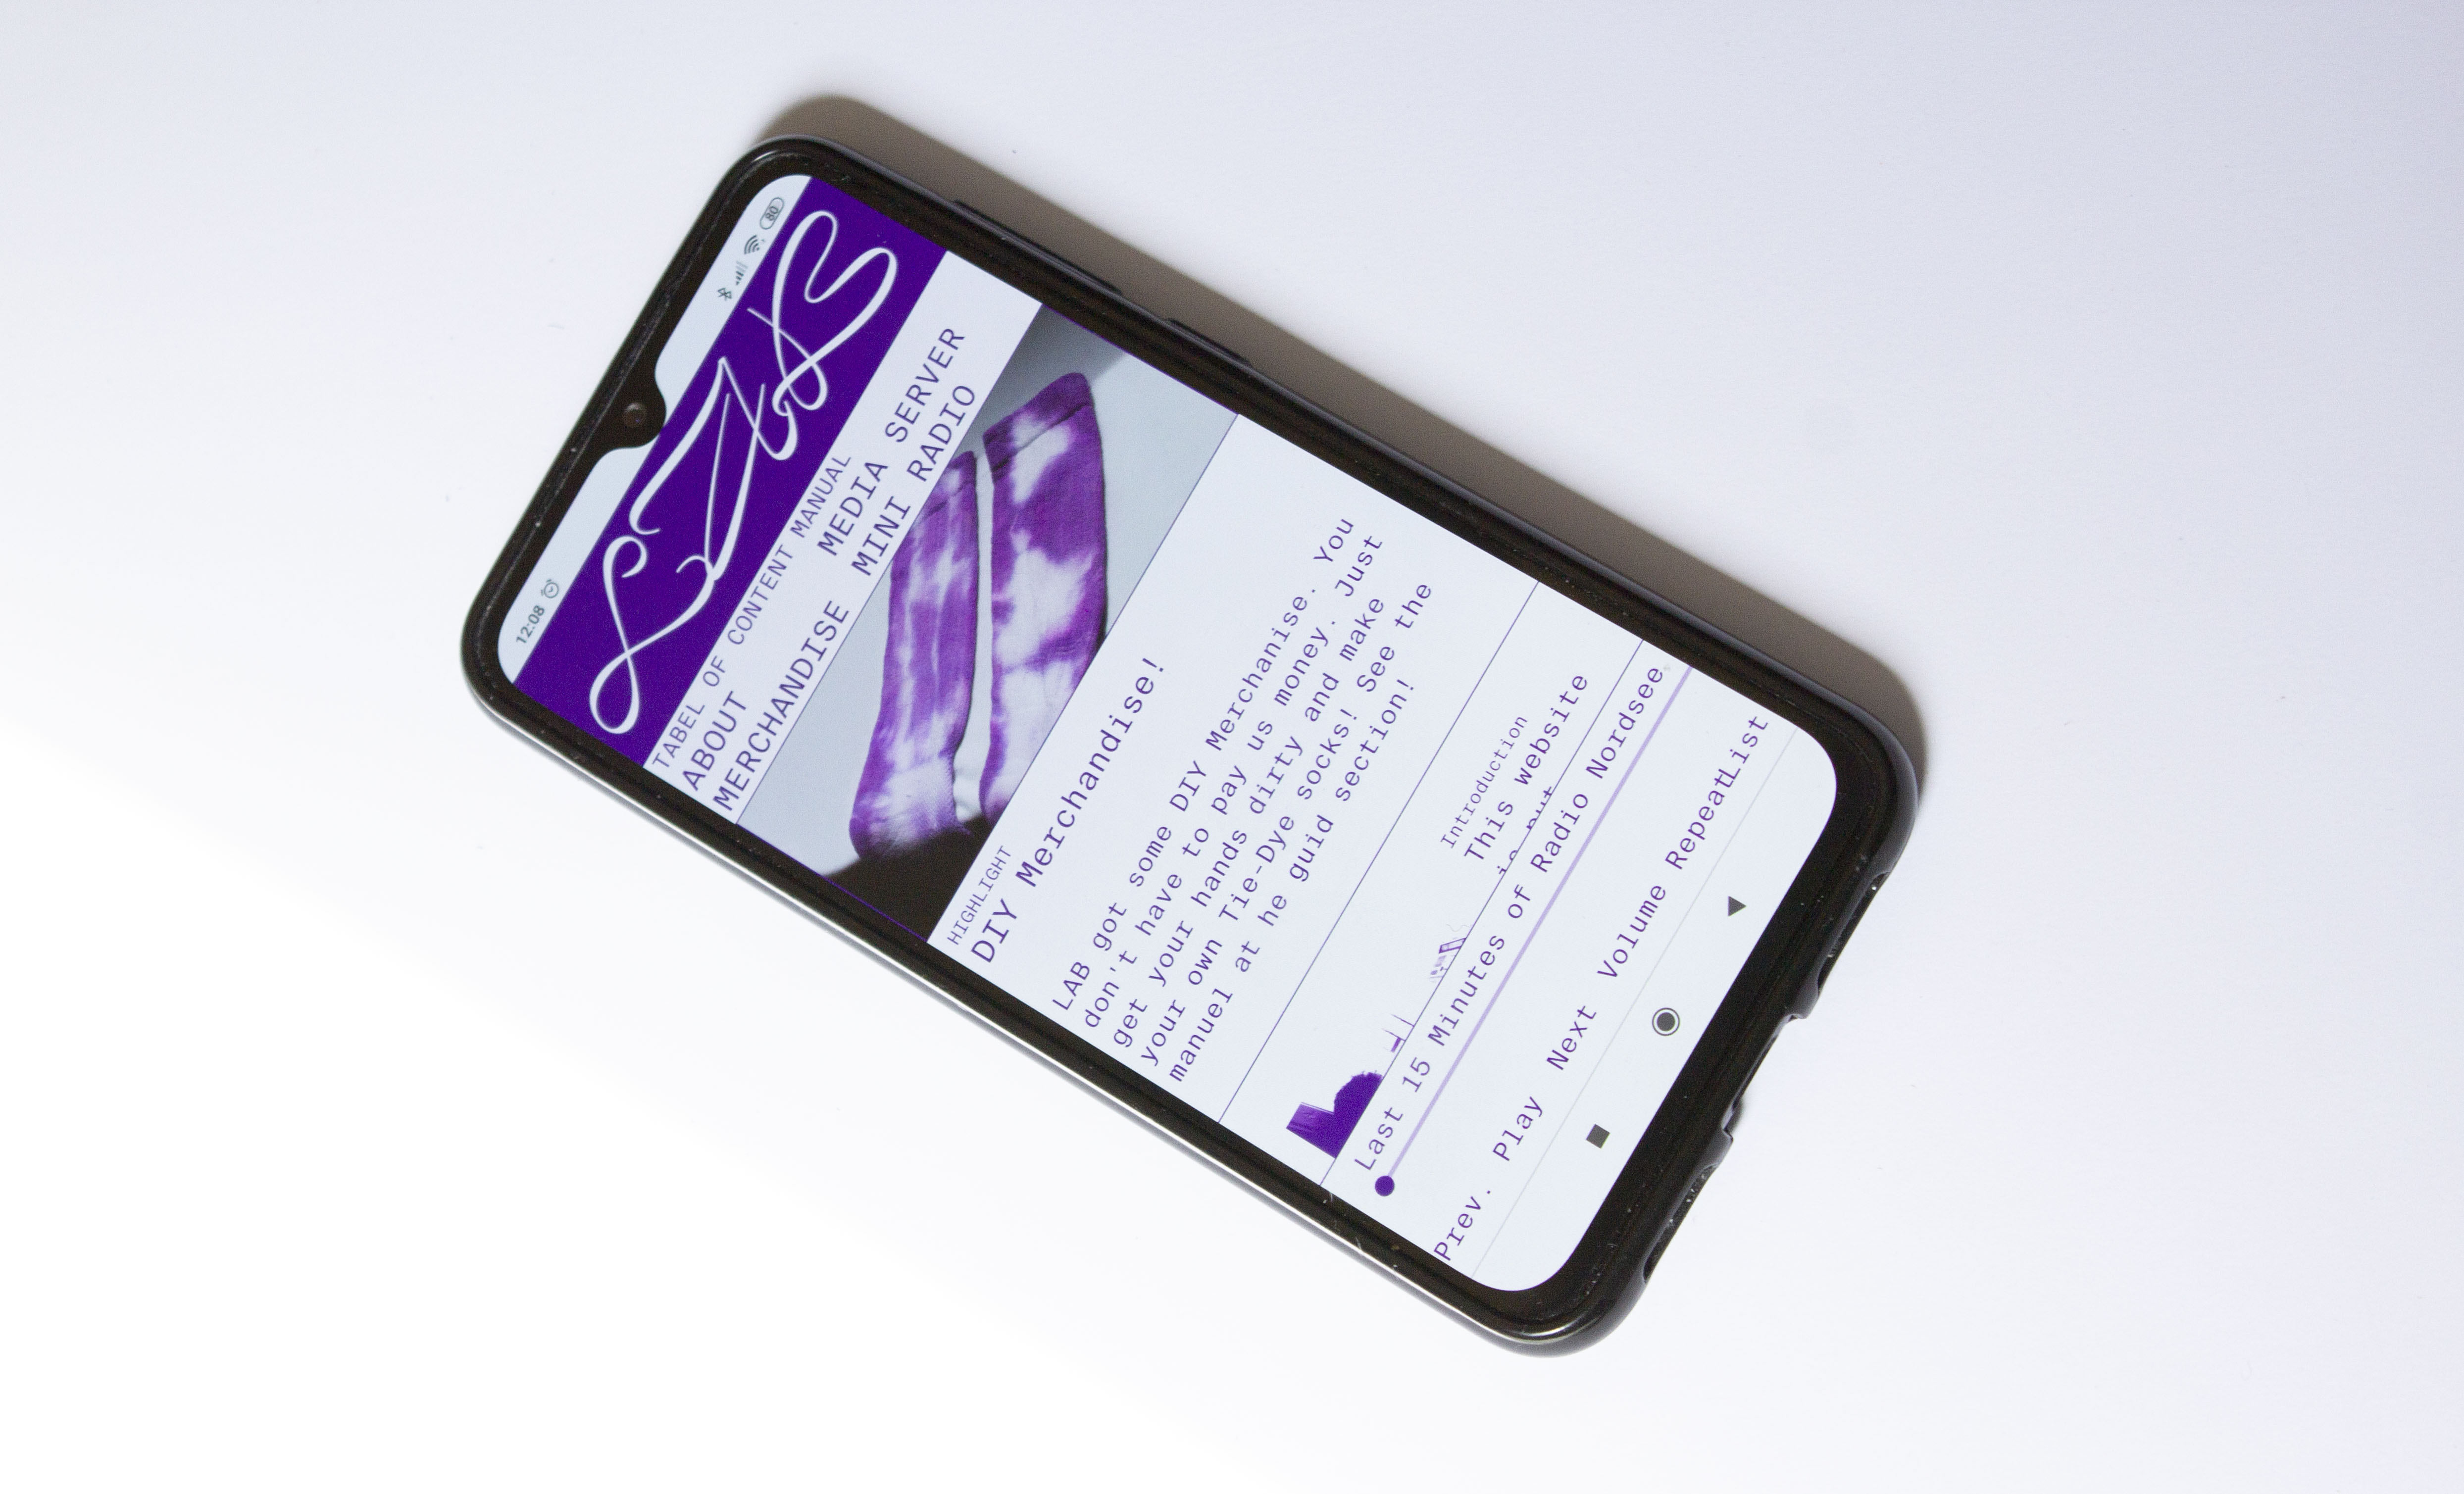 12:08
80
TABEL OF CONTENT MANUAL
ABOUT MEDIA SERVER
MERCHANDISE MINI RADIO
HIGHLIGHT
DIY Merchandise!
LAB got some DIY Merchanise. You
don't have to pay us money. Just
get your hands dirty and make
your own Tie-Dye socks! See the
manuel at he guid section!
Introduction
This website
Last 15 Minutes of Radio Nordsee
Prev. Play Next Volume RepeatList